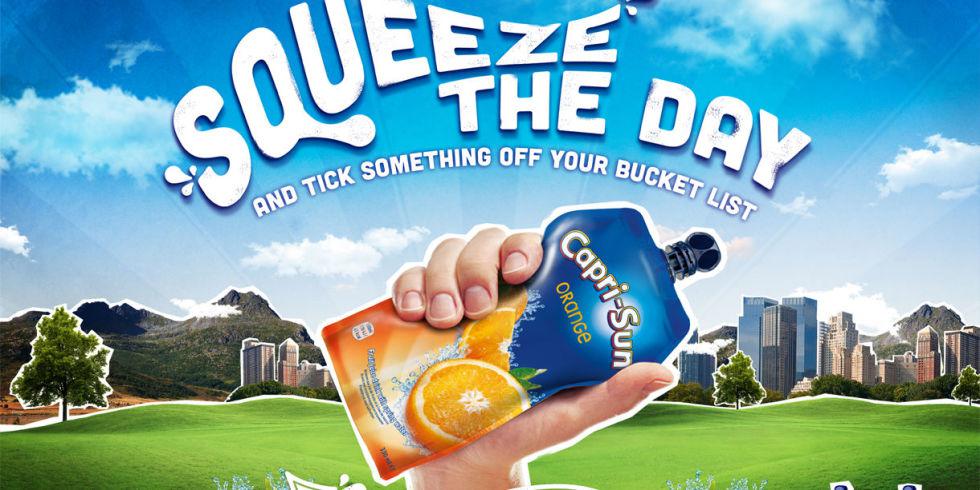 SQUEEZE
THE DAY
AND TICK SOMETHING OFF YOUR BUCKET LIST
Capri-Sun
orange